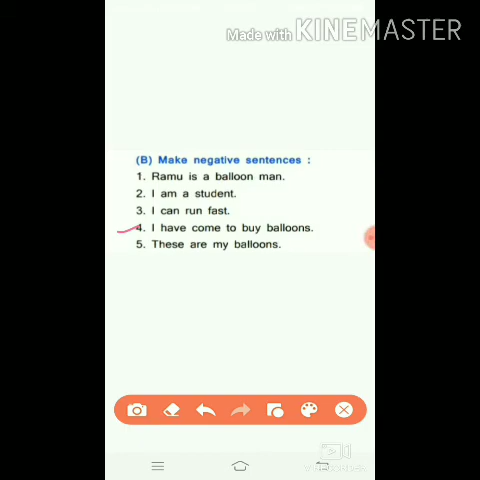 Made with KINEMASTER
(B) Make negative sentences :
1. Ramu is a balloon man.
2. I am a student.
3. I can run fast.
4. I have come to buy balloons.
5. These are my balloons.